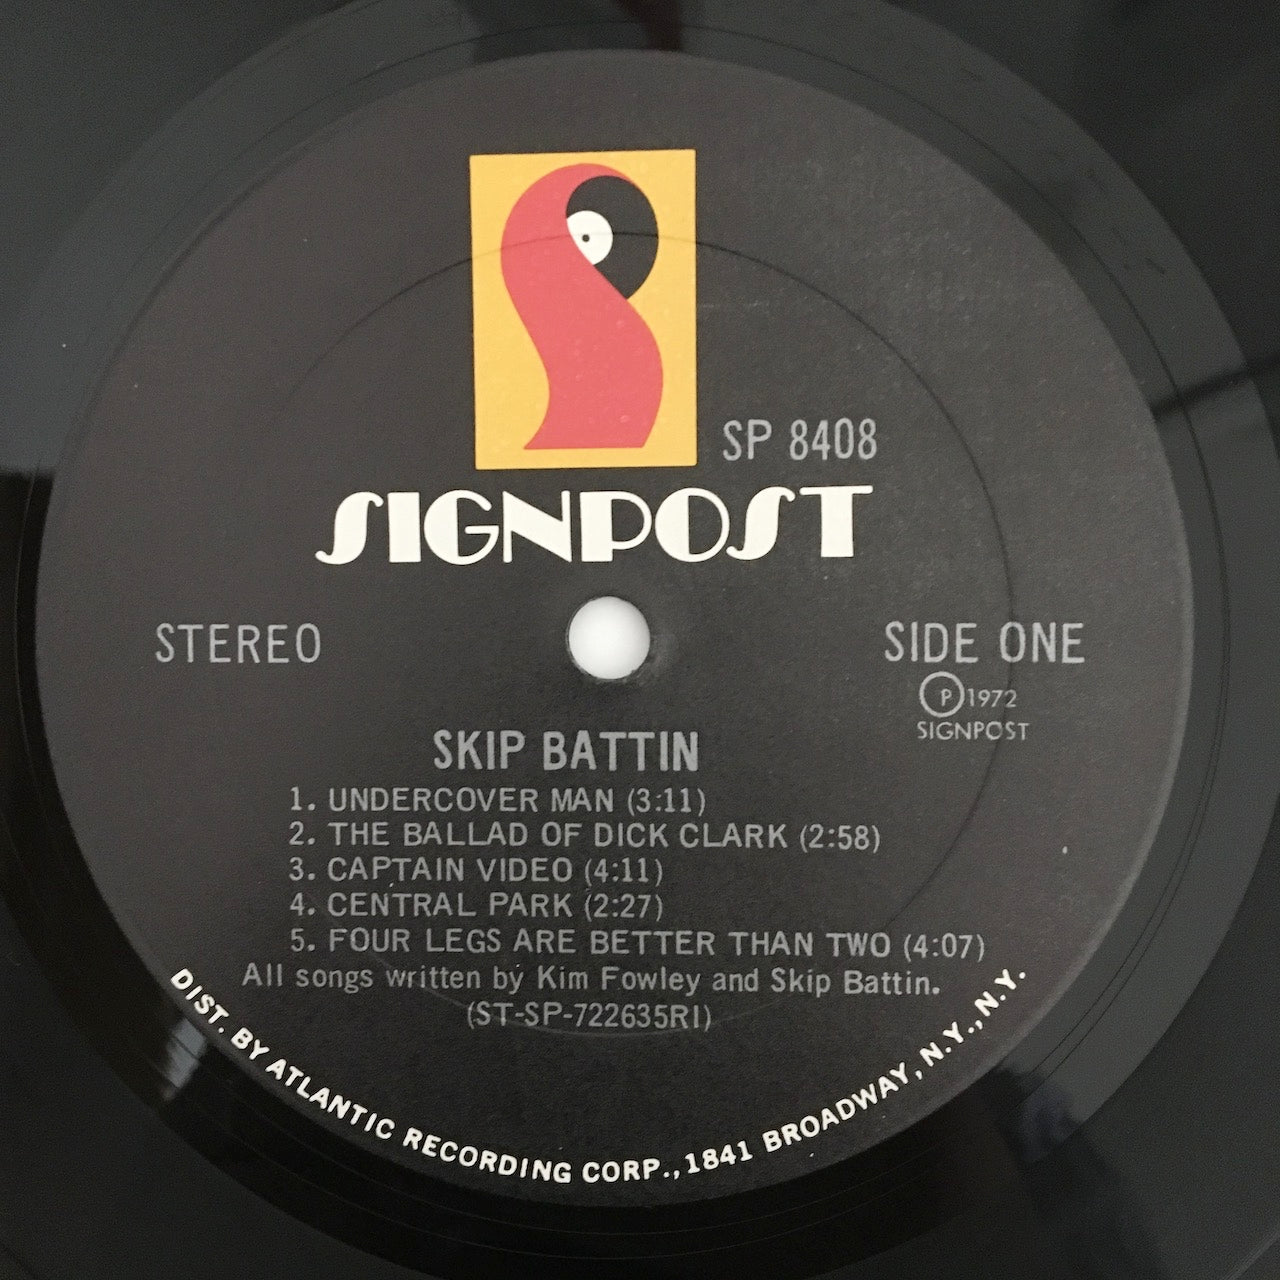 SP 8408
SIGNPOST
STEREO
SIDE ONE
Ⓟ 1972
SIGNPOST
SKIP BATTIN
1. UNDERCOVER MAN (3:11)
2. THE BALLAD OF DICK CLARK (2:58)
3. CAPTAIN VIDEO (4:11)
4. CENTRAL PARK (2:27)
5. FOUR LEGS ARE BETTER THAN TWO (4:07)
All songs written by Kim Fowley and Skip Battin.
(ST-SP-722635RI)
DIST. BY ATLANTIC RECORDING CORP., 1841 BROADWAY, N.Y., N.Y.